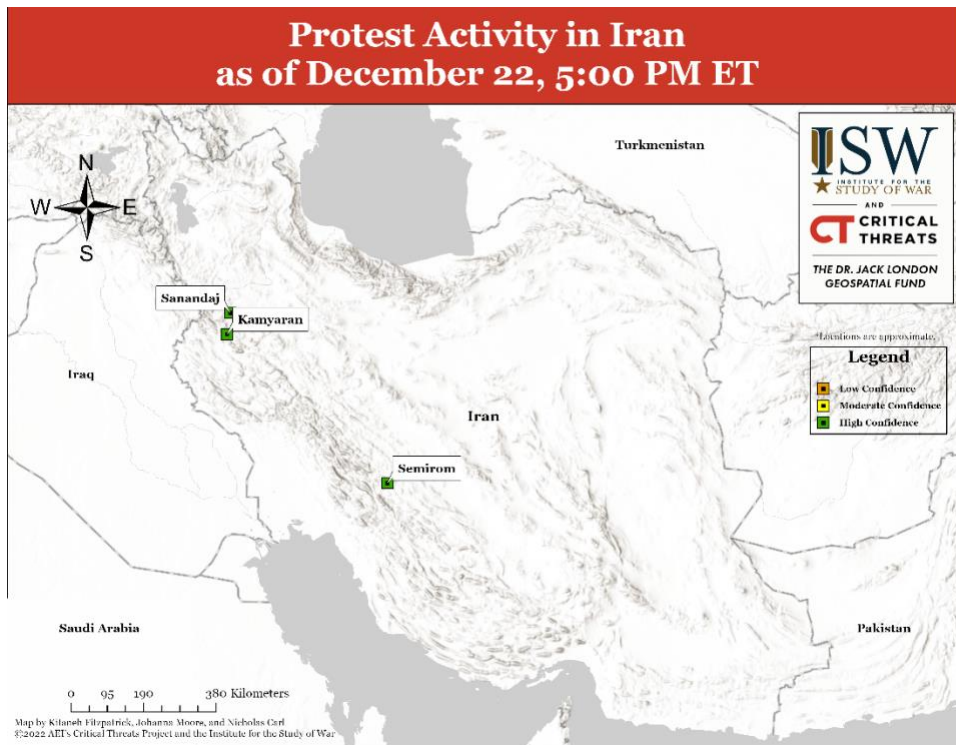 Protest Activity in Iran
as of December 22, 5:00 PM ET
Turkmenistan
ISW
INSTITUTE FOR THE
STUDY OF WAR
AND
CT CRITICAL
THREATS
THE DR. JACK LONDON
GEOSPATIAL FUND
N
W E
S
Sanandaj
Kamyaran
*Locations are approximate.
Legend
Low Confidence
Moderate Confidence
High Confidence
Iraq
Iran
Semirom
Saudi Arabia
Pakistan
0 95 190 380 Kilometers
Map by Kitaneh Fitzpatrick, Johanna Moore, and Nicholas Carl
©2022 AEI's Critical Threats Project and the Institute for the Study of War